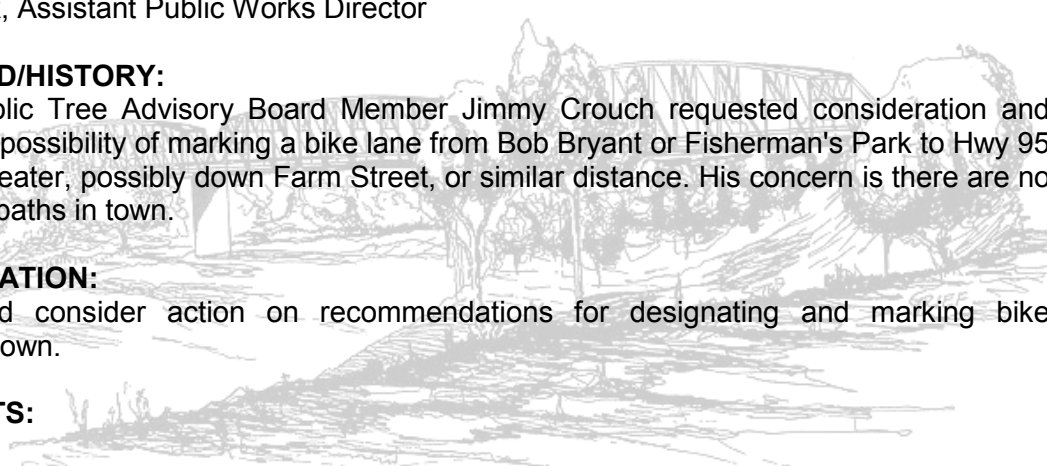 , Assistant Public Works Director
D/HISTORY:
blic Tree Advisory Board Member Jimmy Crouch requested consideration and
possibility of marking a bike lane from Bob Bryant or Fisherman's Park to Hwy 95
eater, possibly down Farm Street, or similar distance. His concern is there are no
paths in town.
ATION:
d consider action on recommendations for designating and marking bike
own.
TS: